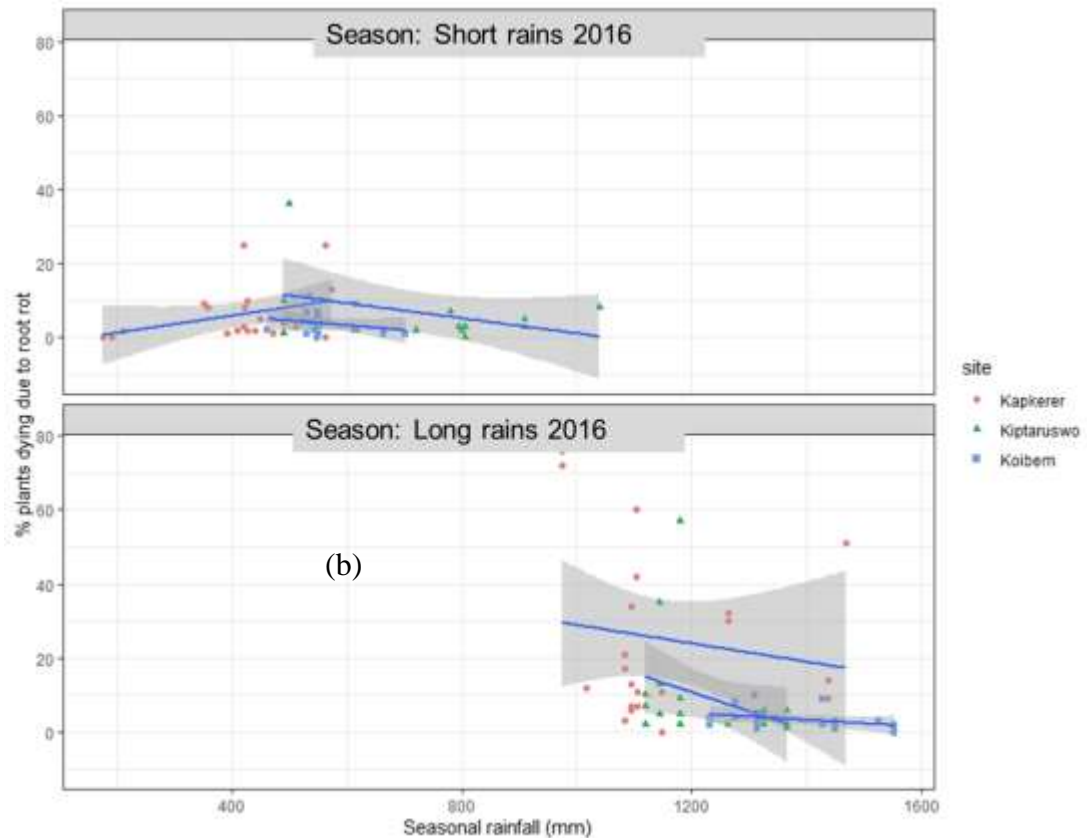 Season: Short rains 2016
80
60
40
20
0
% plants dying due to root rot
Season: Long rains 2016
80
60
40
20
0
(b)
400
800
1200
1600
Seasonal rainfall (mm)
site
Kapkerer
Kiptaruswo
Koibem